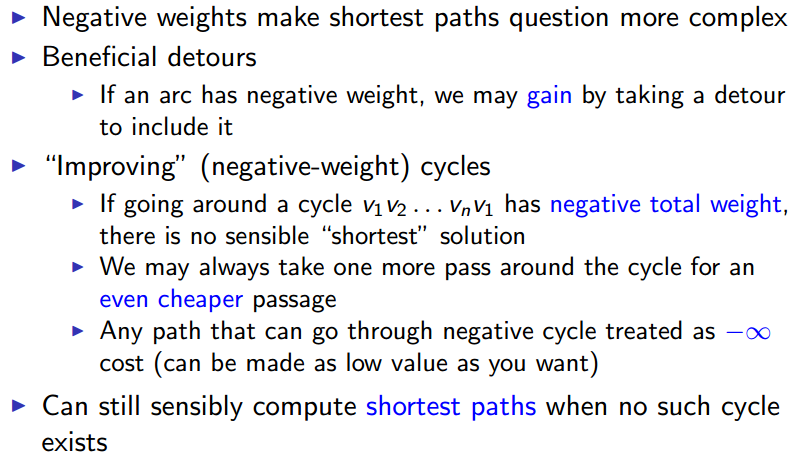 ▶ Negative weights make shortest paths question more complex
▶ Beneficial detours
▶ If an arc has negative weight, we may gain by taking a detour
to include it
▶ “Improving” (negative-weight) cycles
▶ If going around a cycle v₁v₂ . . . vₙv₁ has negative total weight,
there is no sensible “shortest” solution
▶ We may always take one more pass around the cycle for an
even cheaper passage
▶ Any path that can go through negative cycle treated as −∞
cost (can be made as low value as you want)
▶ Can still sensibly compute shortest paths when no such cycle
exists